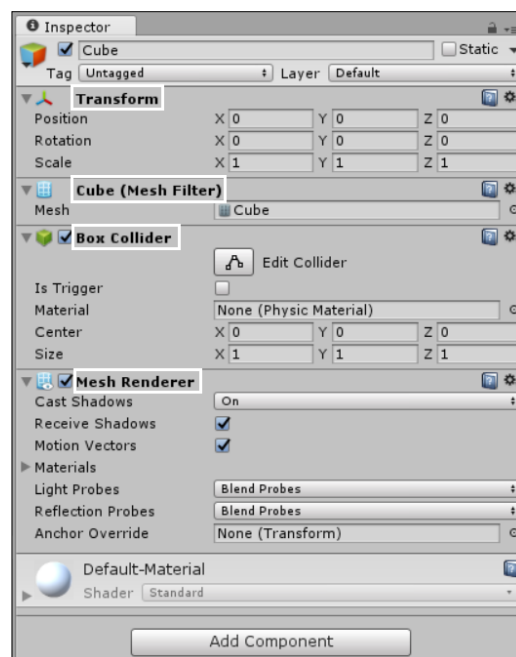 Inspector
Cube Static
Tag Untagged Layer Default
Transform
Position X 0 Y 0 Z 0
Rotation X 0 Y 0 Z 0
Scale X 1 Y 1 Z 1
Cube (Mesh Filter)
Mesh Cube
Box Collider
Edit Collider
Is Trigger
Material None (Physic Material)
Center X 0 Y 0 Z 0
Size X 1 Y 1 Z 1
Mesh Renderer
Cast Shadows On
Receive Shadows
Motion Vectors
Materials
Light Probes Blend Probes
Reflection Probes Blend Probes
Anchor Override None (Transform)
Default-Material
Shader Standard
Add Component